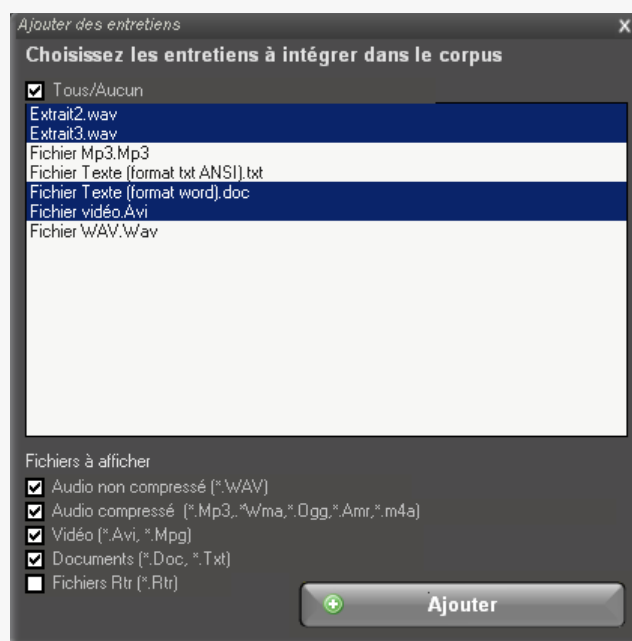 Ajouter des entretiens X
Choisissez les entretiens à intégrer dans le corpus
Tous/Aucun
Extrait2.wav
Extrait3.wav
Fichier Mp3.Mp3
Fichier Texte (format txt ANSI).txt
Fichier Texte (format word).doc
Fichier vidéo.Avi
Fichier WAV.Wav
Fichiers à afficher
Audio non compressé (*.WAV)
Audio compressé (*.Mp3,.*Wma,*.Ogg,*.Amr,*.m4a)
Vidéo (*.Avi, *.Mpg)
Documents (*.Doc, *.Txt)
Fichiers Rtr (*.Rtr)
Ajouter